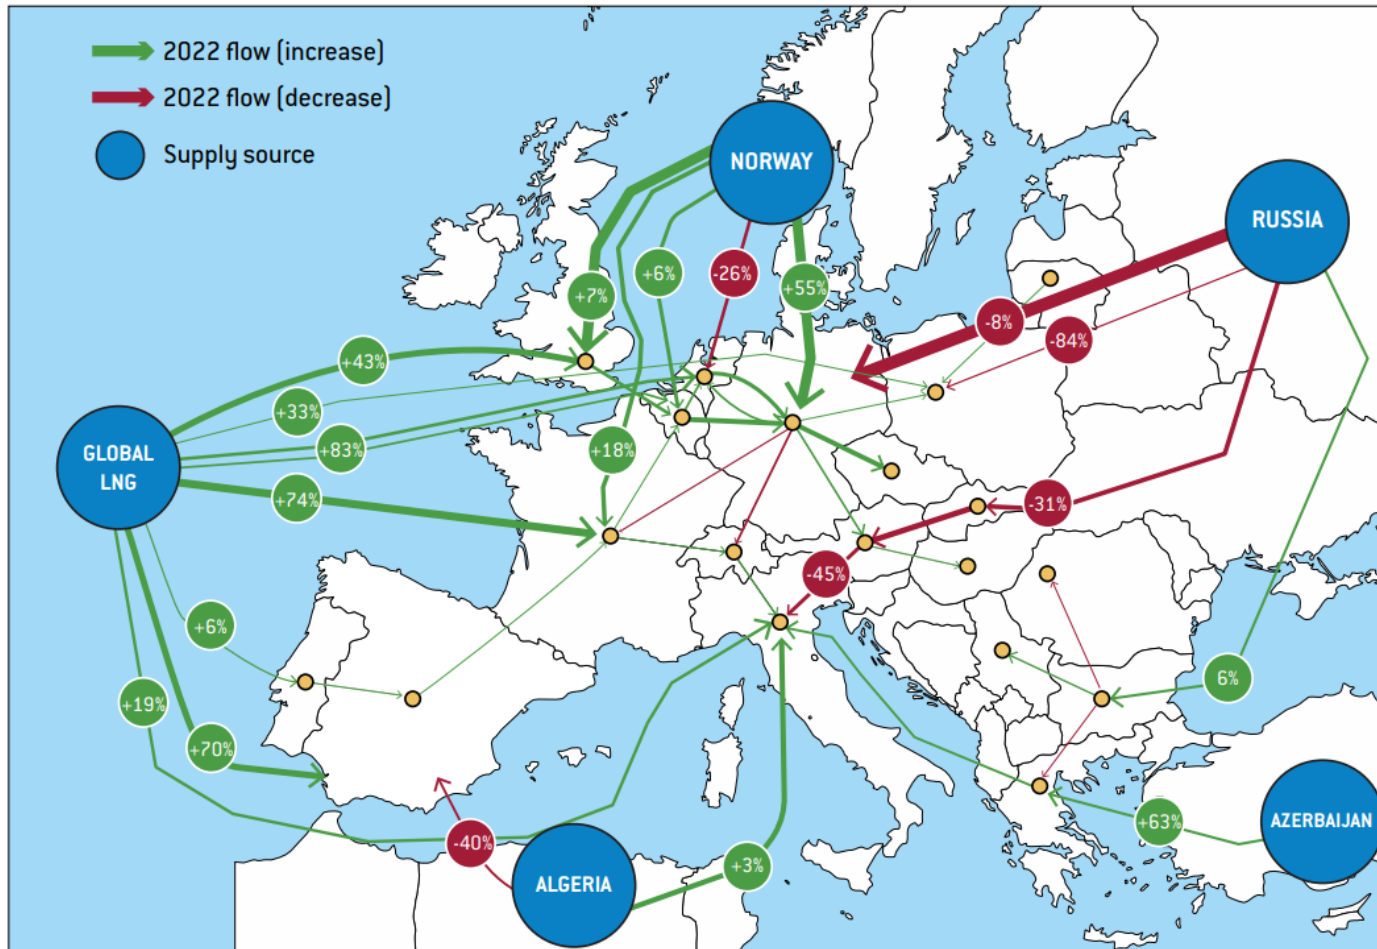 2022 flow (increase)
2022 flow (decrease)
Supply source
NORWAY
RUSSIA
+6%
-26%
+55%
+7%
-8%
-84%
+43%
+33%
+83%
+18%
GLOBAL
LNG
+74%
-31%
-45%
+6%
6%
+19%
+70%
-40%
+3%
+63%
AZERBAIJAN
ALGERIA